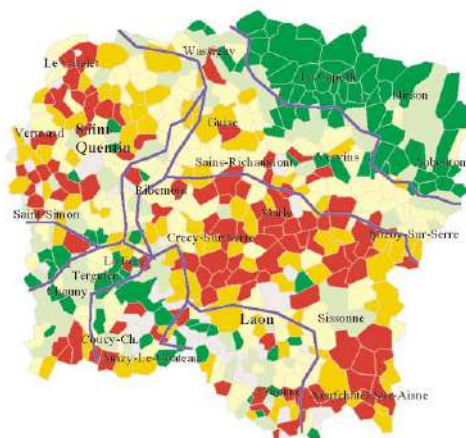 Wassigny
Le Catelet
La Capelle
Hirson
Guise
Vermand
Saint
Quentin
Sains-Richaumont
Vervins
Aubenton
Ribemont
Saint Simon
Marle
Crecy-Sur-Serre
Rozoy-Sur-Serre
La Fere
Tergnier
Chauny
Laon
Sissonne
Coucy-Ch.
Anizy-Le-Chateau
Neufchatel-Sur-Aisne